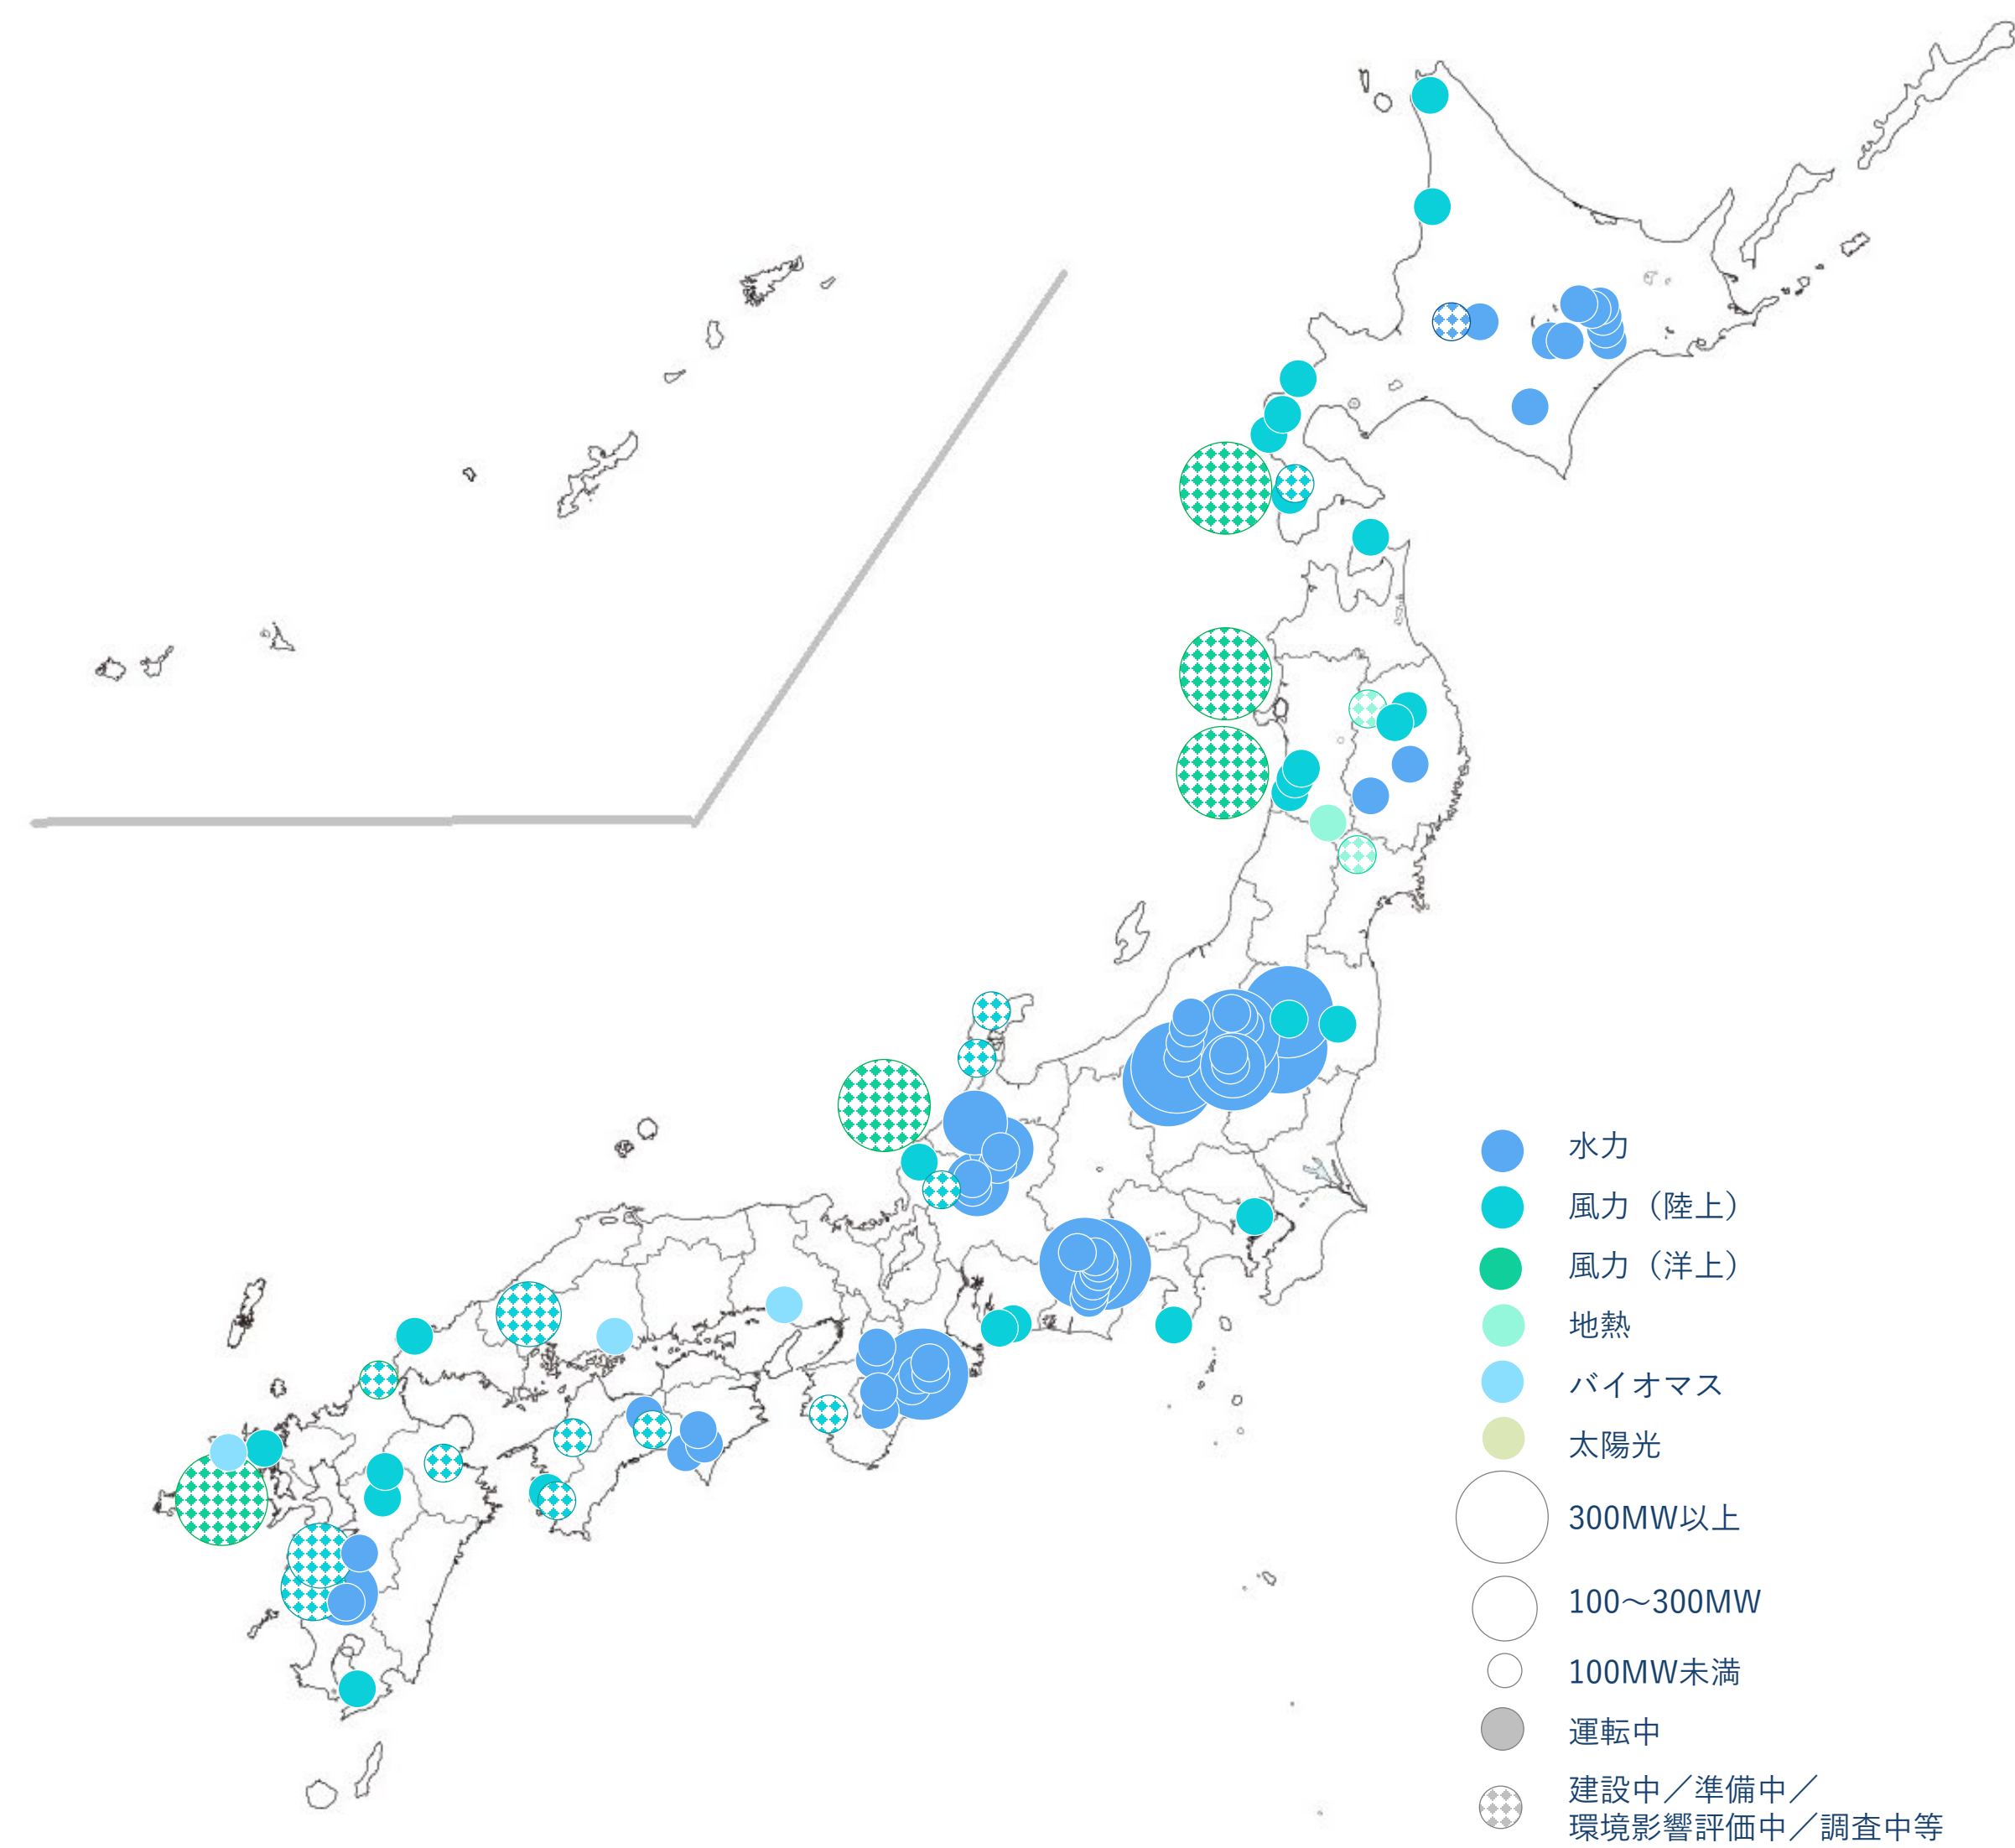 水力
風力（陸上）
風力（洋上）
地熱
バイオマス
太陽光
300MW以上
100～300MW
100MW未満
運転中
建設中／準備中／
環境影響評価中／調査中等